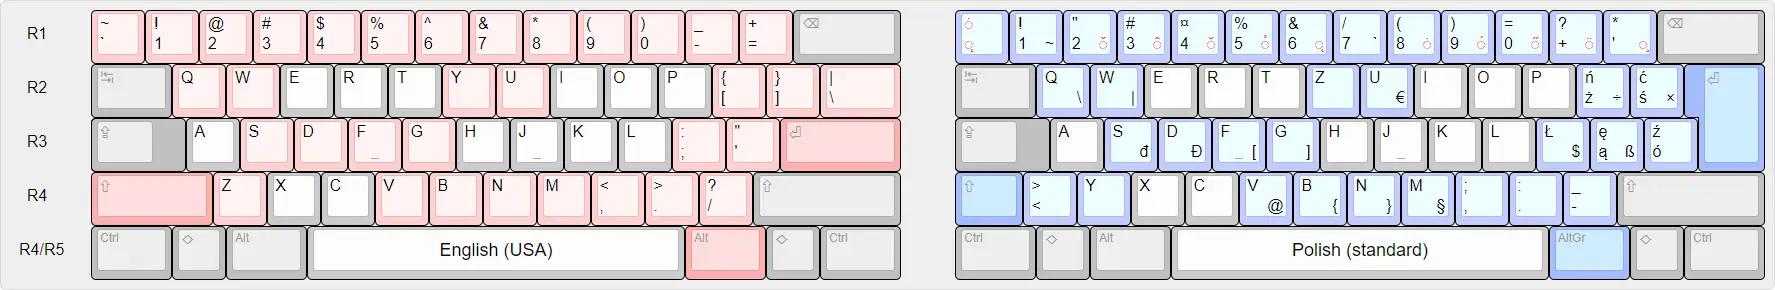 R1 ~ ! @ # $ % ^ & * ( ) _ + ⌫ ! " # ¤ % & / ( ) = ? * ⌫
` 1 2 3 4 5 6 7 8 9 0 - = 1 ~ 2 3 4 5 6 7 ` 8 9 0 + '
R2 ↹ Q W E R T Y U I O P { } | ↹ Q W E R T Z U I O P ń ć ⏎
[ ] \ \ | € ż ÷ ś ×
R3 ⇪ A S D F G H J K L : " ⏎ ⇪ A S D F G H J K L Ł ę ź
_ _ ; ' đ Đ _ [ ] _ $ ą ß ó
R4 ⇧ Z X C V B N M < > ? ⇧ ⇧ > Y X C V B N M ; : _ ⇧
, . / < @ { } § , . -
R4/R5 Ctrl ◇ Alt English (USA) Alt ◇ Ctrl Ctrl ◇ Alt Polish (standard) AltGr ◇ Ctrl